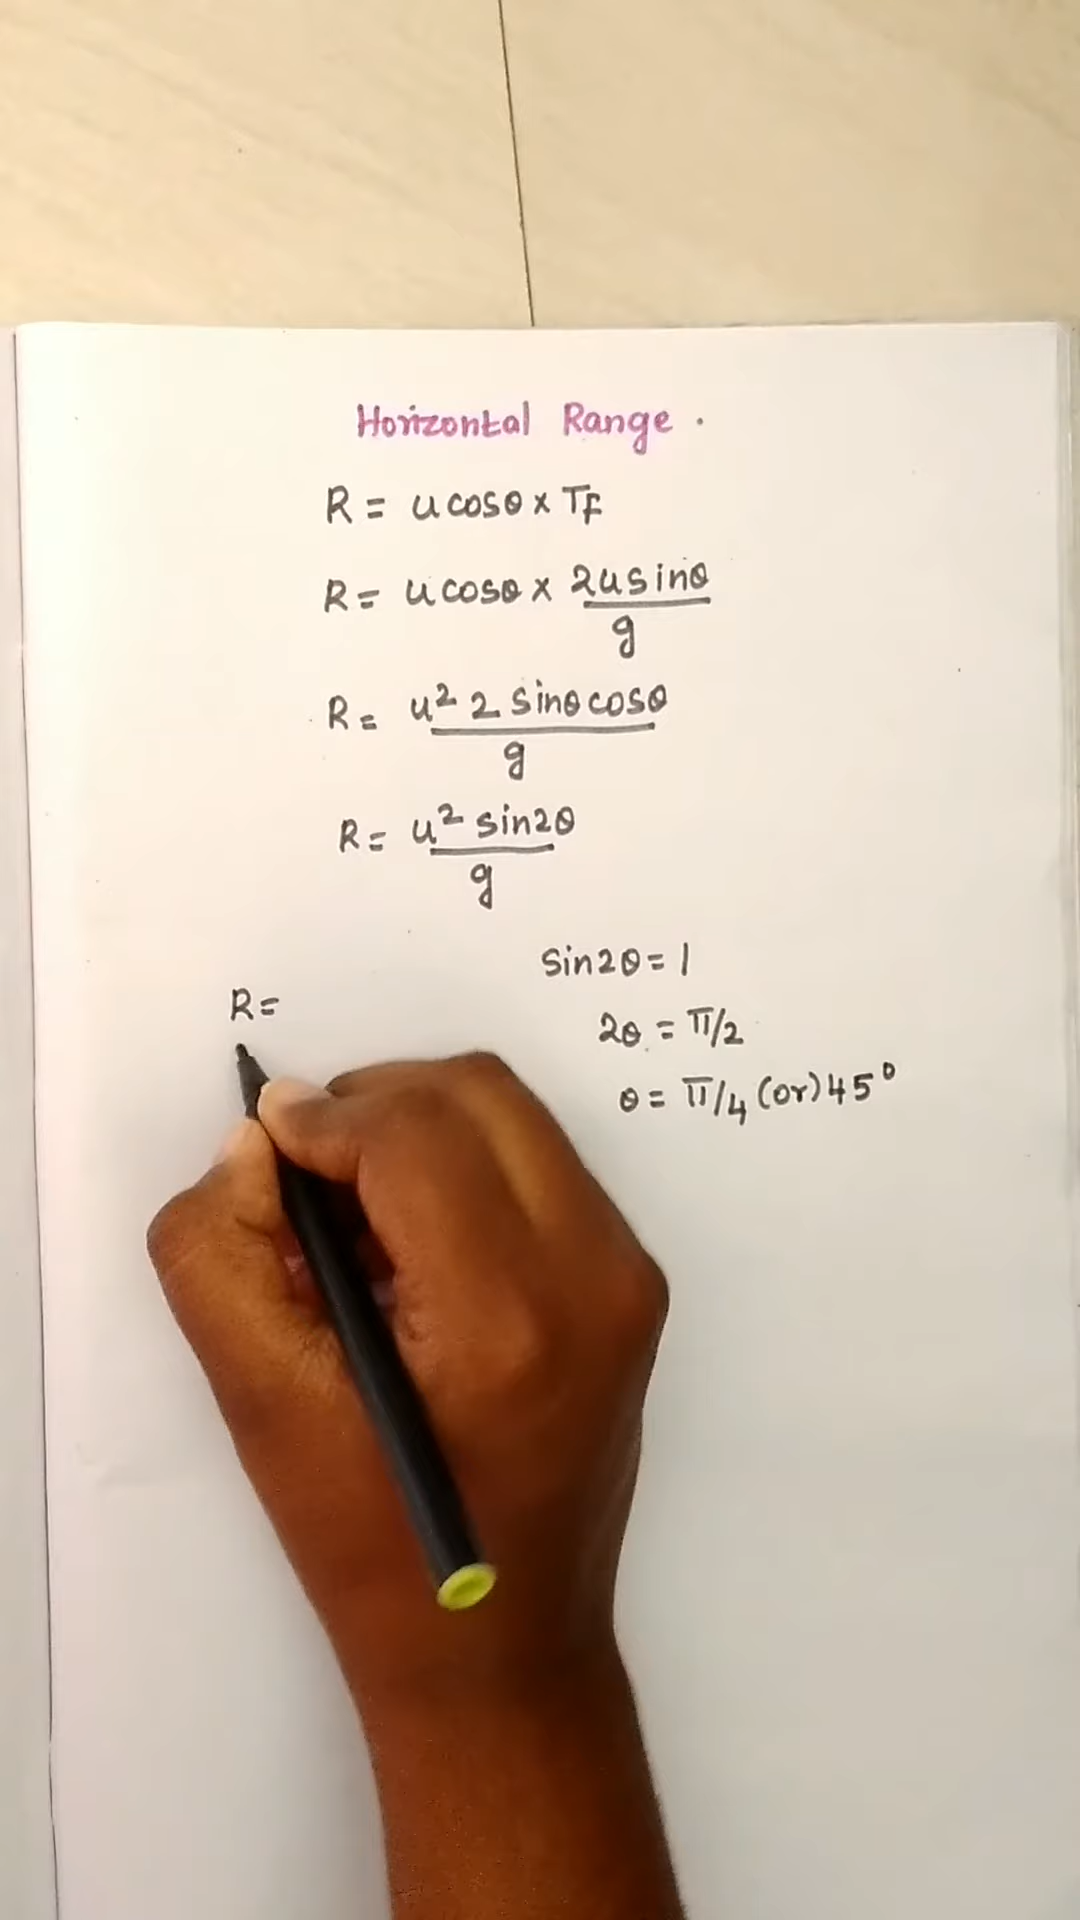 Horizontal Range.
R = u cosθ x TF
R = u cosθ x 2u sinθ / g
R = u² 2 sinθ cosθ / g
R = u² sin2θ / g
Sin2θ = 1
R =
2θ = π/2
θ = π/4 (or) 45°